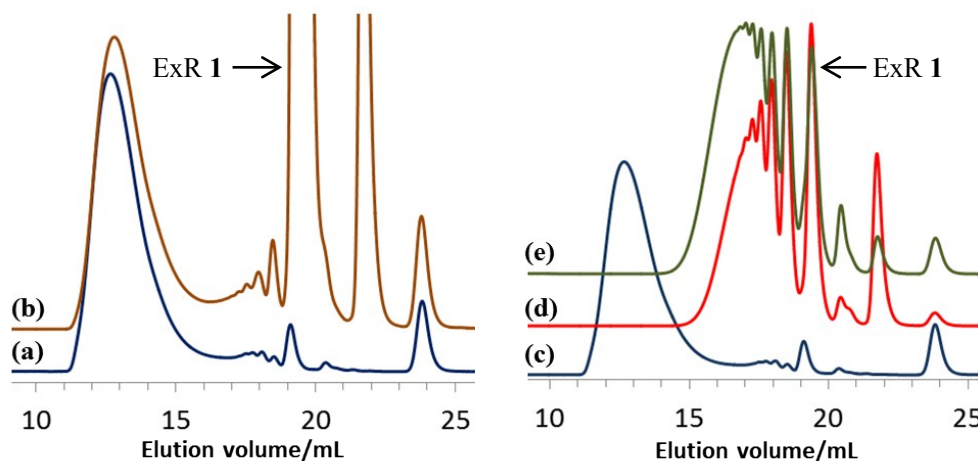 ExR 1
(b)
(a)
10 15 20 25
Elution volume/mL
ExR 1
(e)
(d)
(c)
10 15 20 25
Elution volume/mL